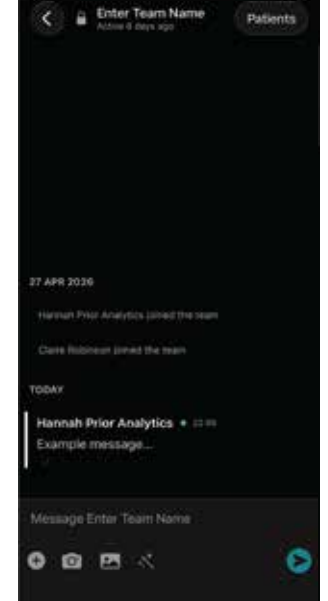 Enter Team Name
Active 6 days ago
Patients
27 APR 2026
Hannah Prior Analytics joined the team
Claire Robinson joined the team
TODAY
Hannah Prior Analytics
Example message...
Message Enter Team Name